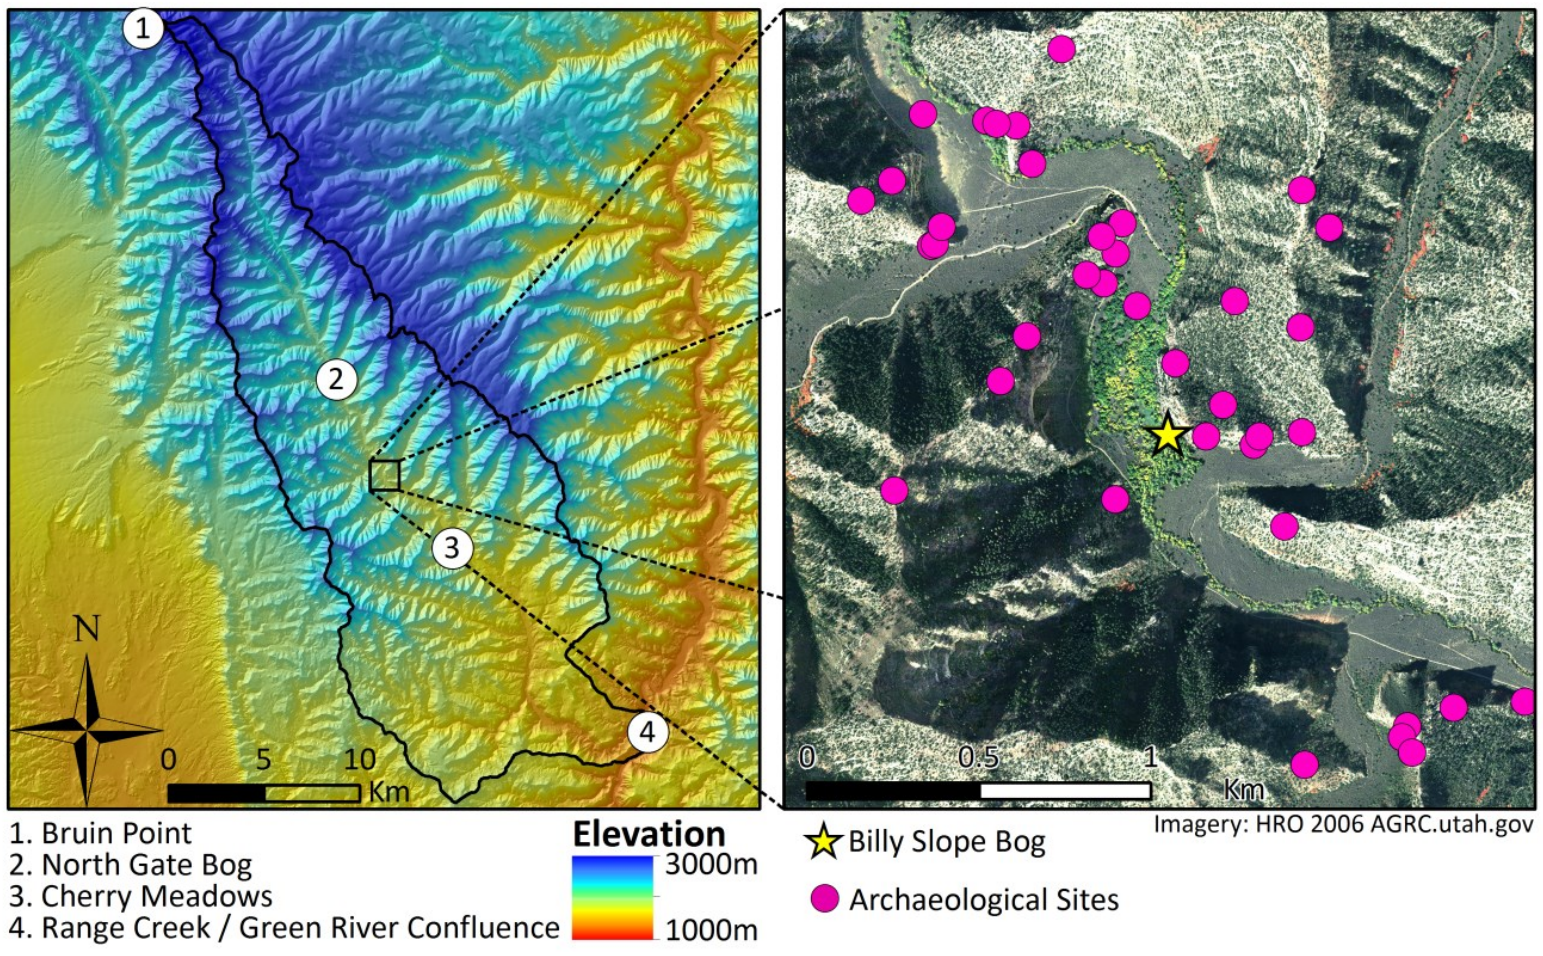 1
2
3
4
N
0 5 10 Km
0 0.5 1 Km
1. Bruin Point
2. North Gate Bog
3. Cherry Meadows
4. Range Creek / Green River Confluence
Elevation
3000m
1000m
Imagery: HRO 2006 AGRC.utah.gov
Billy Slope Bog
Archaeological Sites